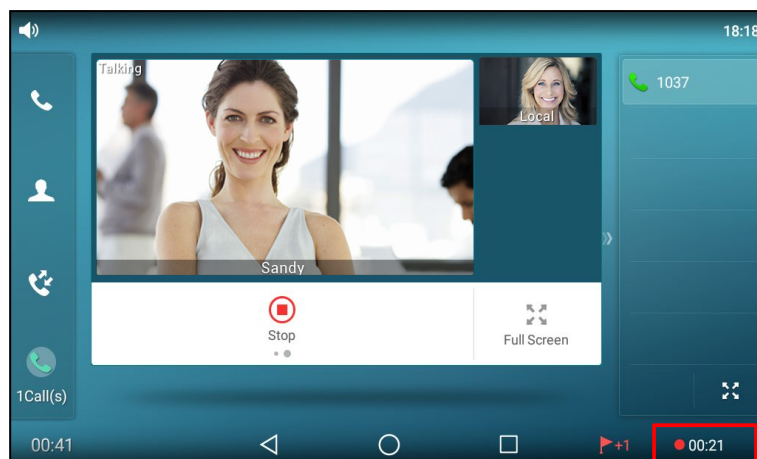 18:18
Talking
Local
1037
Sandy
Stop
Full Screen
1Call(s)
00:41
+1
00:21